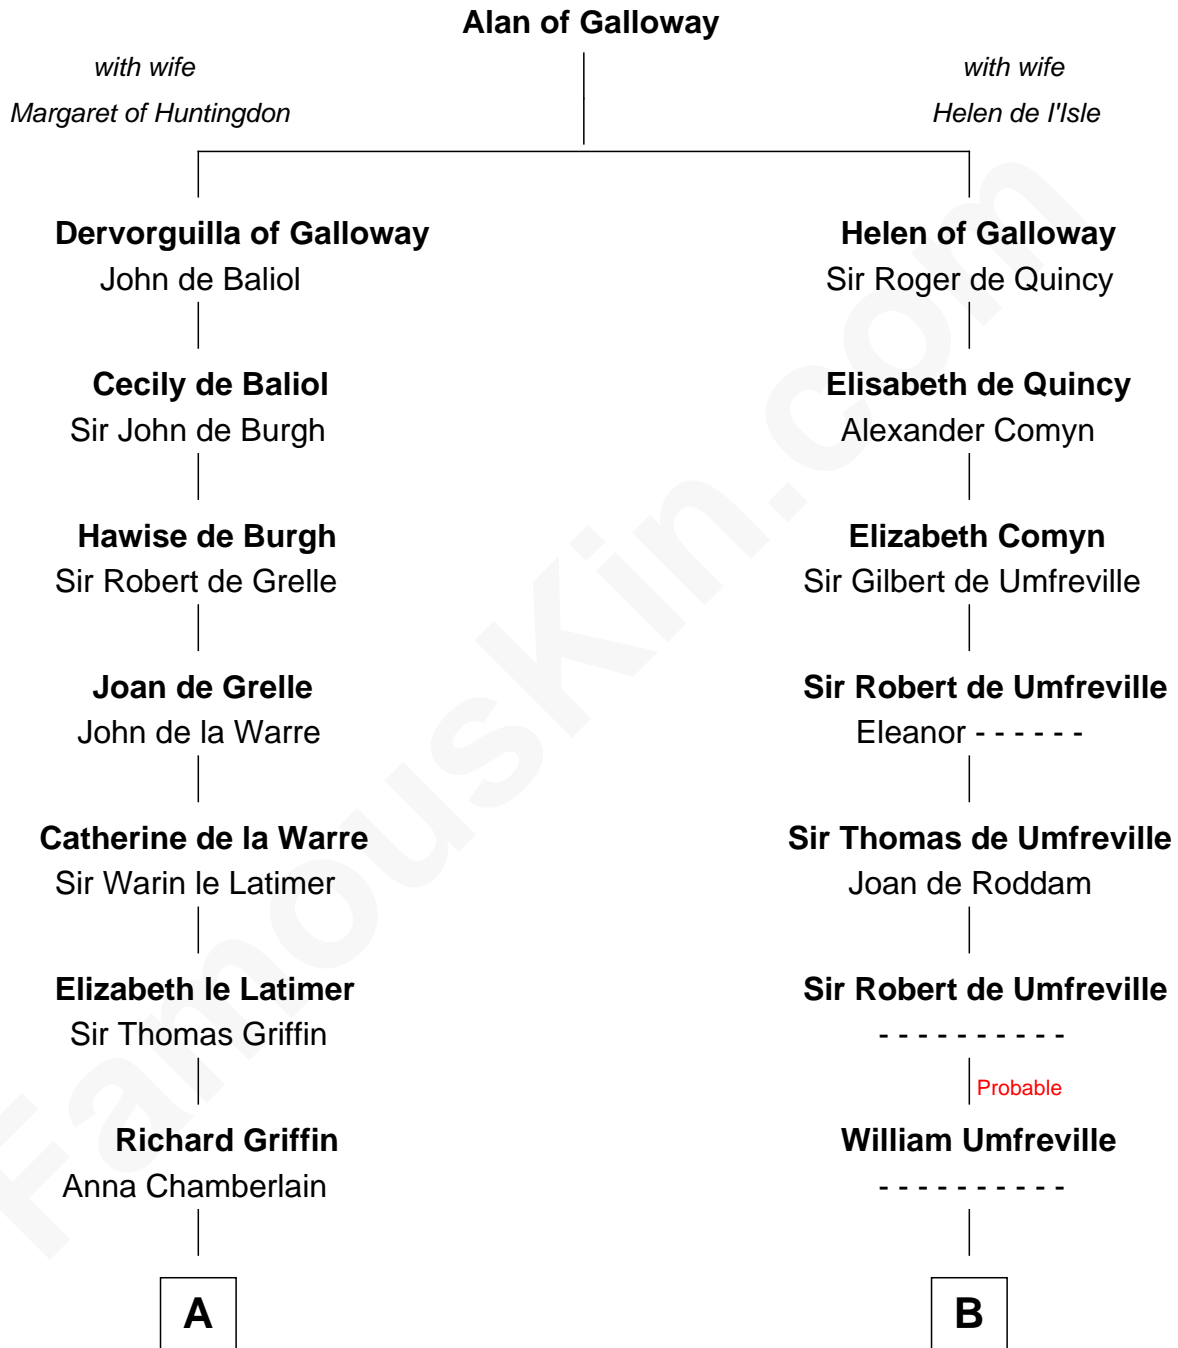 Alan of Galloway
with wife
Margaret of Huntingdon
with wife
Helen de l'Isle
Dervorguilla of Galloway
John de Baliol
Helen of Galloway
Sir Roger de Quincy
Cecily de Baliol
Sir John de Burgh
Elisabeth de Quincy
Alexander Comyn
Hawise de Burgh
Sir Robert de Grelle
Elizabeth Comyn
Sir Gilbert de Umfreville
Joan de Grelle
John de la Warre
Sir Robert de Umfreville
Eleanor - - - - - -
Catherine de la Warre
Sir Warin le Latimer
Sir Thomas de Umfreville
Joan de Roddam
Elizabeth le Latimer
Sir Thomas Griffin
Sir Robert de Umfreville
- - - - - - - - - -
Probable
Richard Griffin
Anna Chamberlain
William Umfreville
- - - - - - - - - -
A
B
FamousKin.com